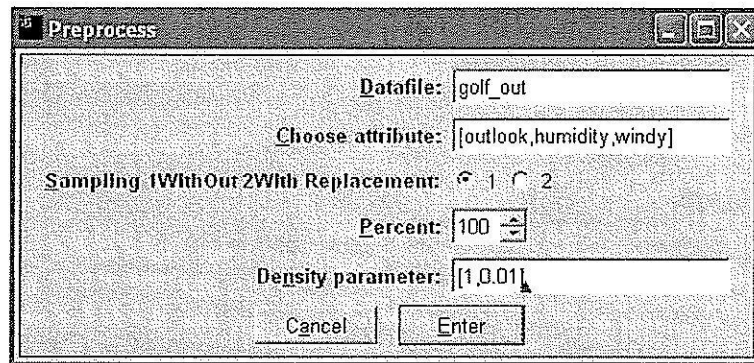 Preprocess
Datafile: golf_out
Choose attribute: [outlook,humidity,windy]
Sampling 1WithOut 2With Replacement: 1 2
Percent: 100
Density parameter: [1,0.01]
Cancel Enter